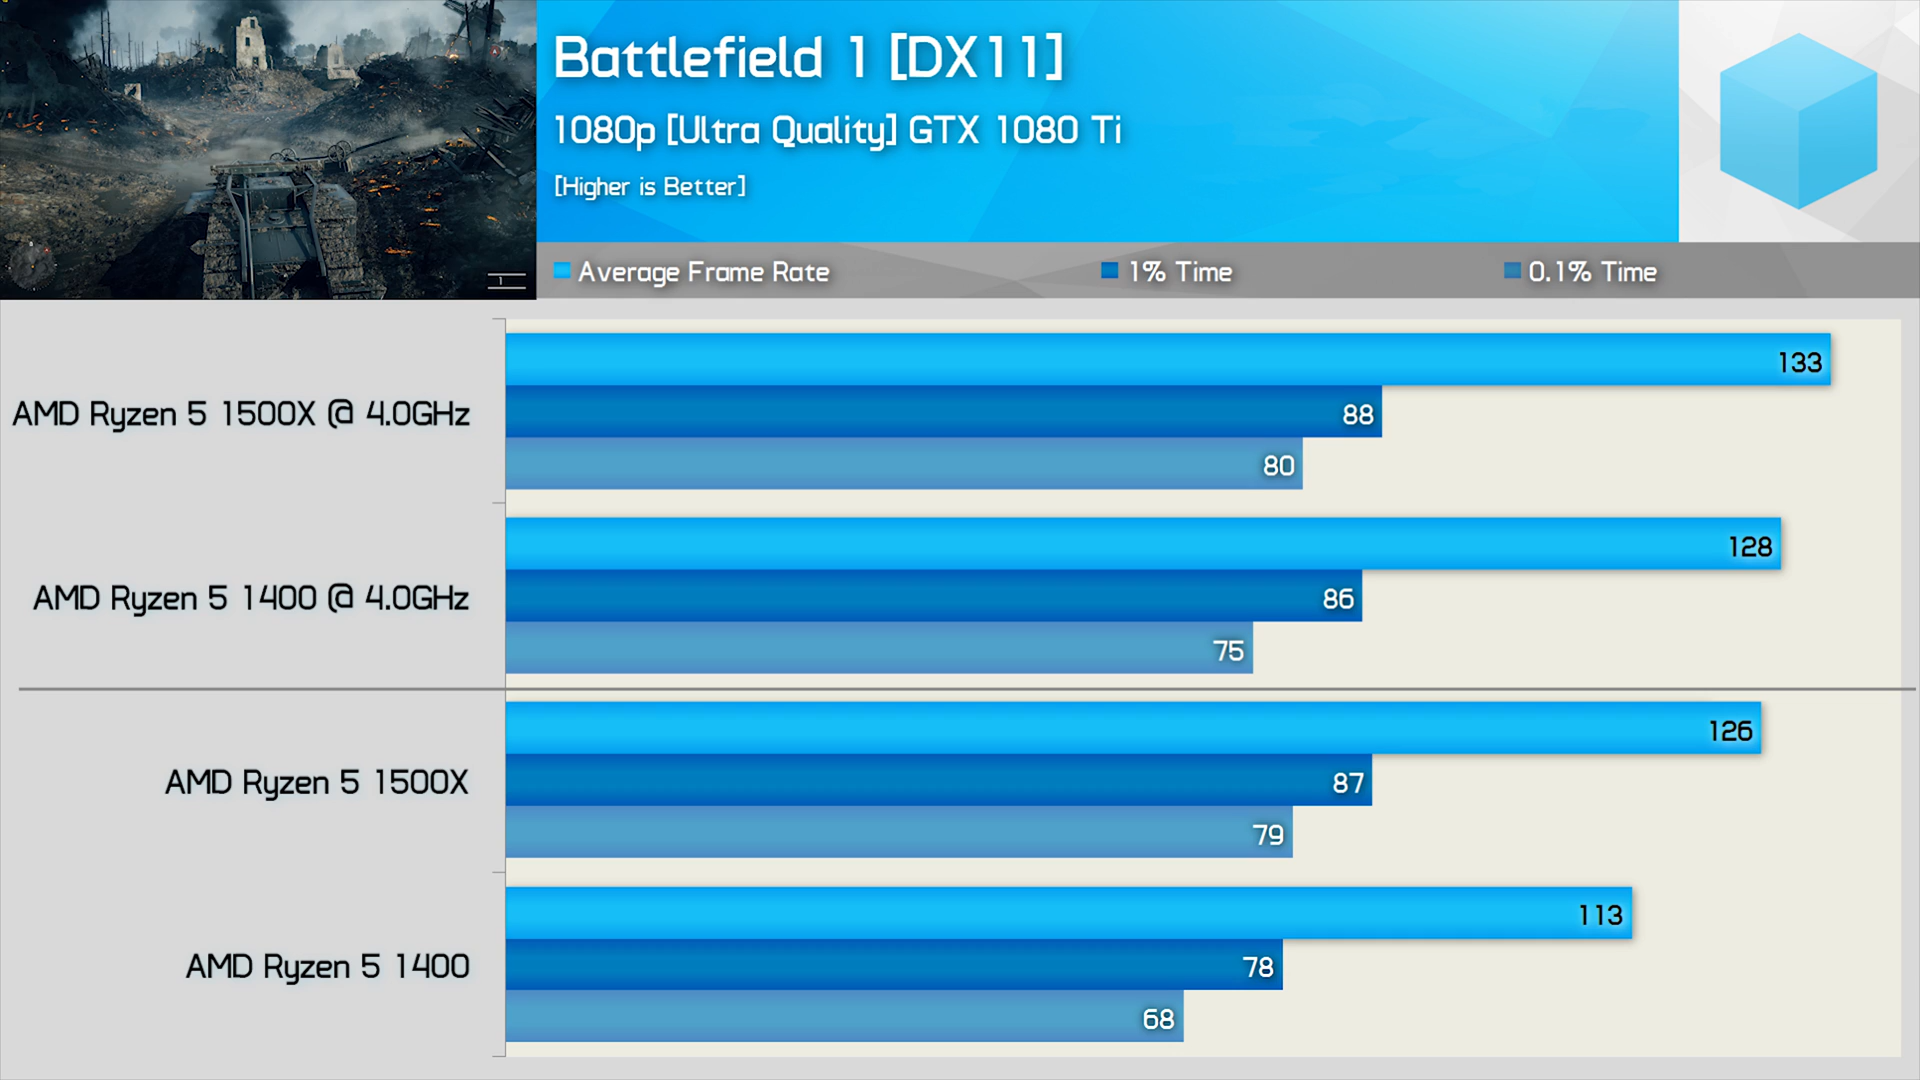 Battlefield 1 [DX11]
1080p [Ultra Quality] GTX 1080 Ti
[Higher is Better]
Average Frame Rate
1% Time
0.1% Time
AMD Ryzen 5 1500X @ 4.0GHz
133
88
80
AMD Ryzen 5 1400 @ 4.0GHz
128
86
75
AMD Ryzen 5 1500X
126
87
79
AMD Ryzen 5 1400
113
78
68